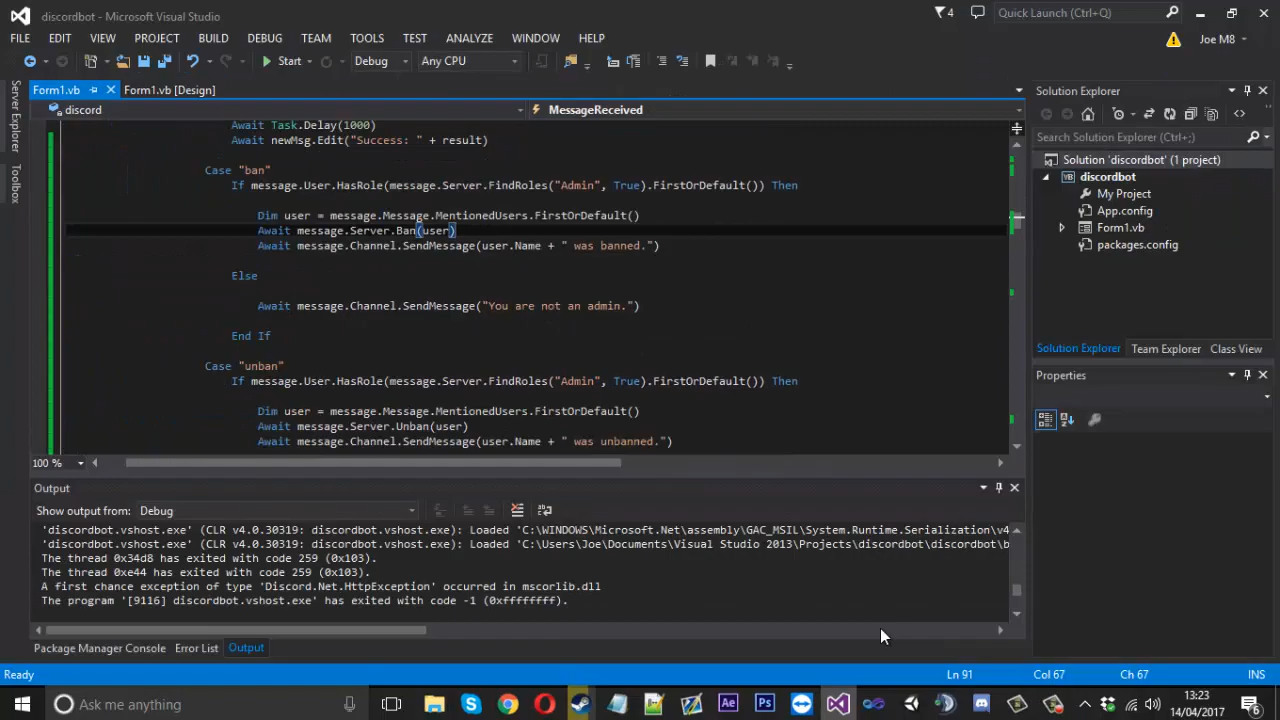 discordbot - Microsoft Visual Studio
4
Quick Launch (Ctrl+Q)
FILE EDIT VIEW PROJECT BUILD DEBUG TEAM TOOLS TEST ANALYZE WINDOW HELP
Joe M8
Start Debug Any CPU
Server Explorer
Toolbox
Form1.vb Form1.vb [Design]
discord MessageReceived
Await Task.Delay(1000)
Await newMsg.Edit("Success: " + result)
Case "ban"
If message.User.HasRole(message.Server.FindRoles("Admin", True).FirstOrDefault()) Then
Dim user = message.Message.MentionedUsers.FirstOrDefault()
Await message.Server.Ban(user)
Await message.Channel.SendMessage(user.Name + " was banned.")
Else
Await message.Channel.SendMessage("You are not an admin.")
End If
Case "unban"
If message.User.HasRole(message.Server.FindRoles("Admin", True).FirstOrDefault()) Then
Dim user = message.Message.MentionedUsers.FirstOrDefault()
Await message.Server.Unban(user)
Await message.Channel.SendMessage(user.Name + " was unbanned.")
100 %
Solution Explorer
Search Solution Explorer (Ctrl+;)
Solution 'discordbot' (1 project)
discordbot
My Project
App.config
Form1.vb
packages.config
Solution Explorer Team Explorer Class View
Properties
Output
Show output from: Debug
'discordbot.vshost.exe' (CLR v4.0.30319: discordbot.vshost.exe): Loaded 'C:\WINDOWS\Microsoft.Net\assembly\GAC_MSIL\System.Runtime.Serialization\v4
'discordbot.vshost.exe' (CLR v4.0.30319: discordbot.vshost.exe): Loaded 'C:\Users\Joe\Documents\Visual Studio 2013\Projects\discordbot\discordbot\b
The thread 0x34d8 has exited with code 259 (0x103).
The thread 0xe44 has exited with code 259 (0x103).
A first chance exception of type 'Discord.Net.HttpException' occurred in mscorlib.dll
The program '[9116] discordbot.vshost.exe' has exited with code -1 (0xffffffff).
Package Manager Console Error List Output
Ready Ln 91 Col 67 Ch 67 INS
Ask me anything
Ae Ps
13:23
14/04/2017